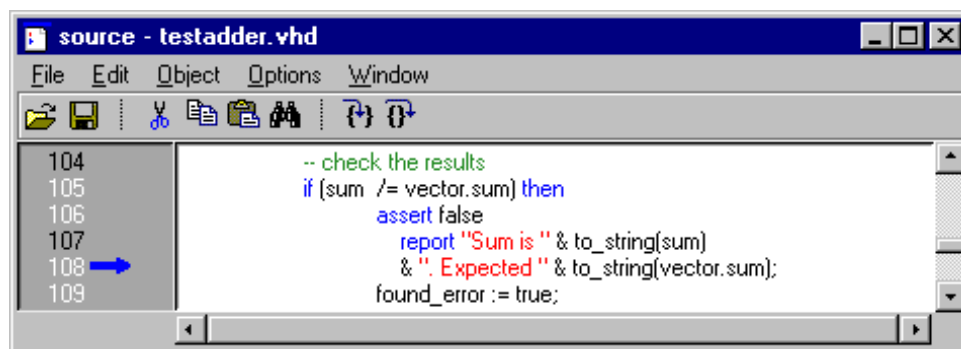 source - testadder.vhd
File Edit Object Options Window
104 -- check the results
105 if (sum /= vector.sum) then
106 assert false
107 report "Sum is " & to_string(sum)
108 & ". Expected " & to_string(vector.sum);
109 found_error := true;